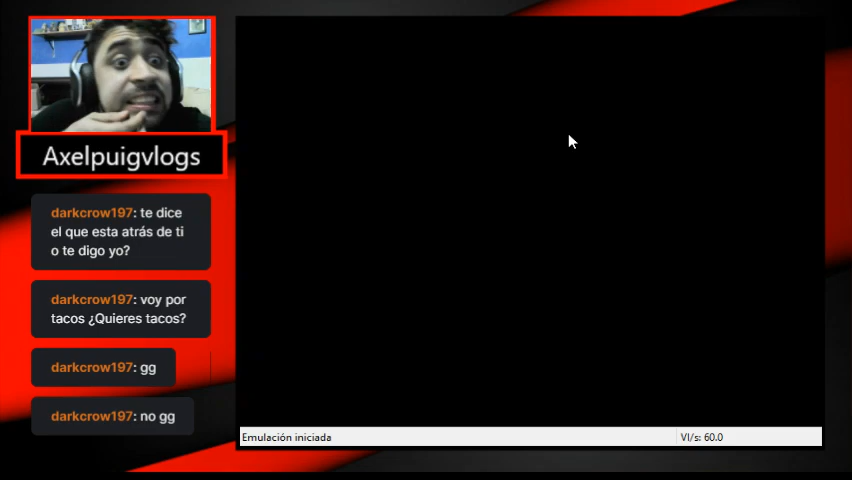 Axelpuigvlogs
darkcrow197: te dice
el que esta atrás de ti
o te digo yo?
darkcrow197: voy por
tacos ¿Quieres tacos?
darkcrow197: gg
darkcrow197: no gg
Emulación iniciada
VI/s: 60.0